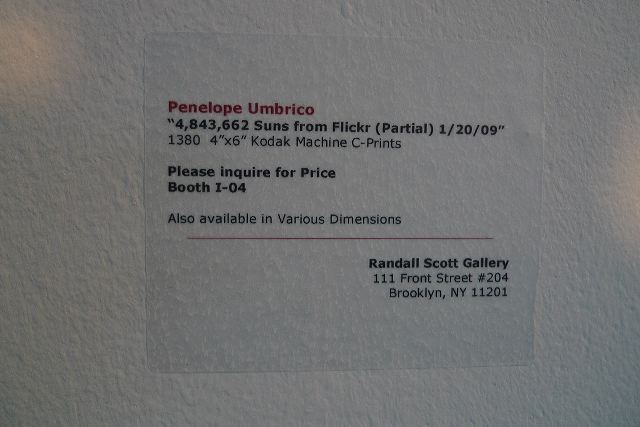 Penelope Umbrico
"4,843,662 Suns from Flickr (Partial) 1/20/09"
1380 4"x6" Kodak Machine C-Prints
Please inquire for Price
Booth I-04
Also available in Various Dimensions
Randall Scott Gallery
111 Front Street #204
Brooklyn, NY 11201